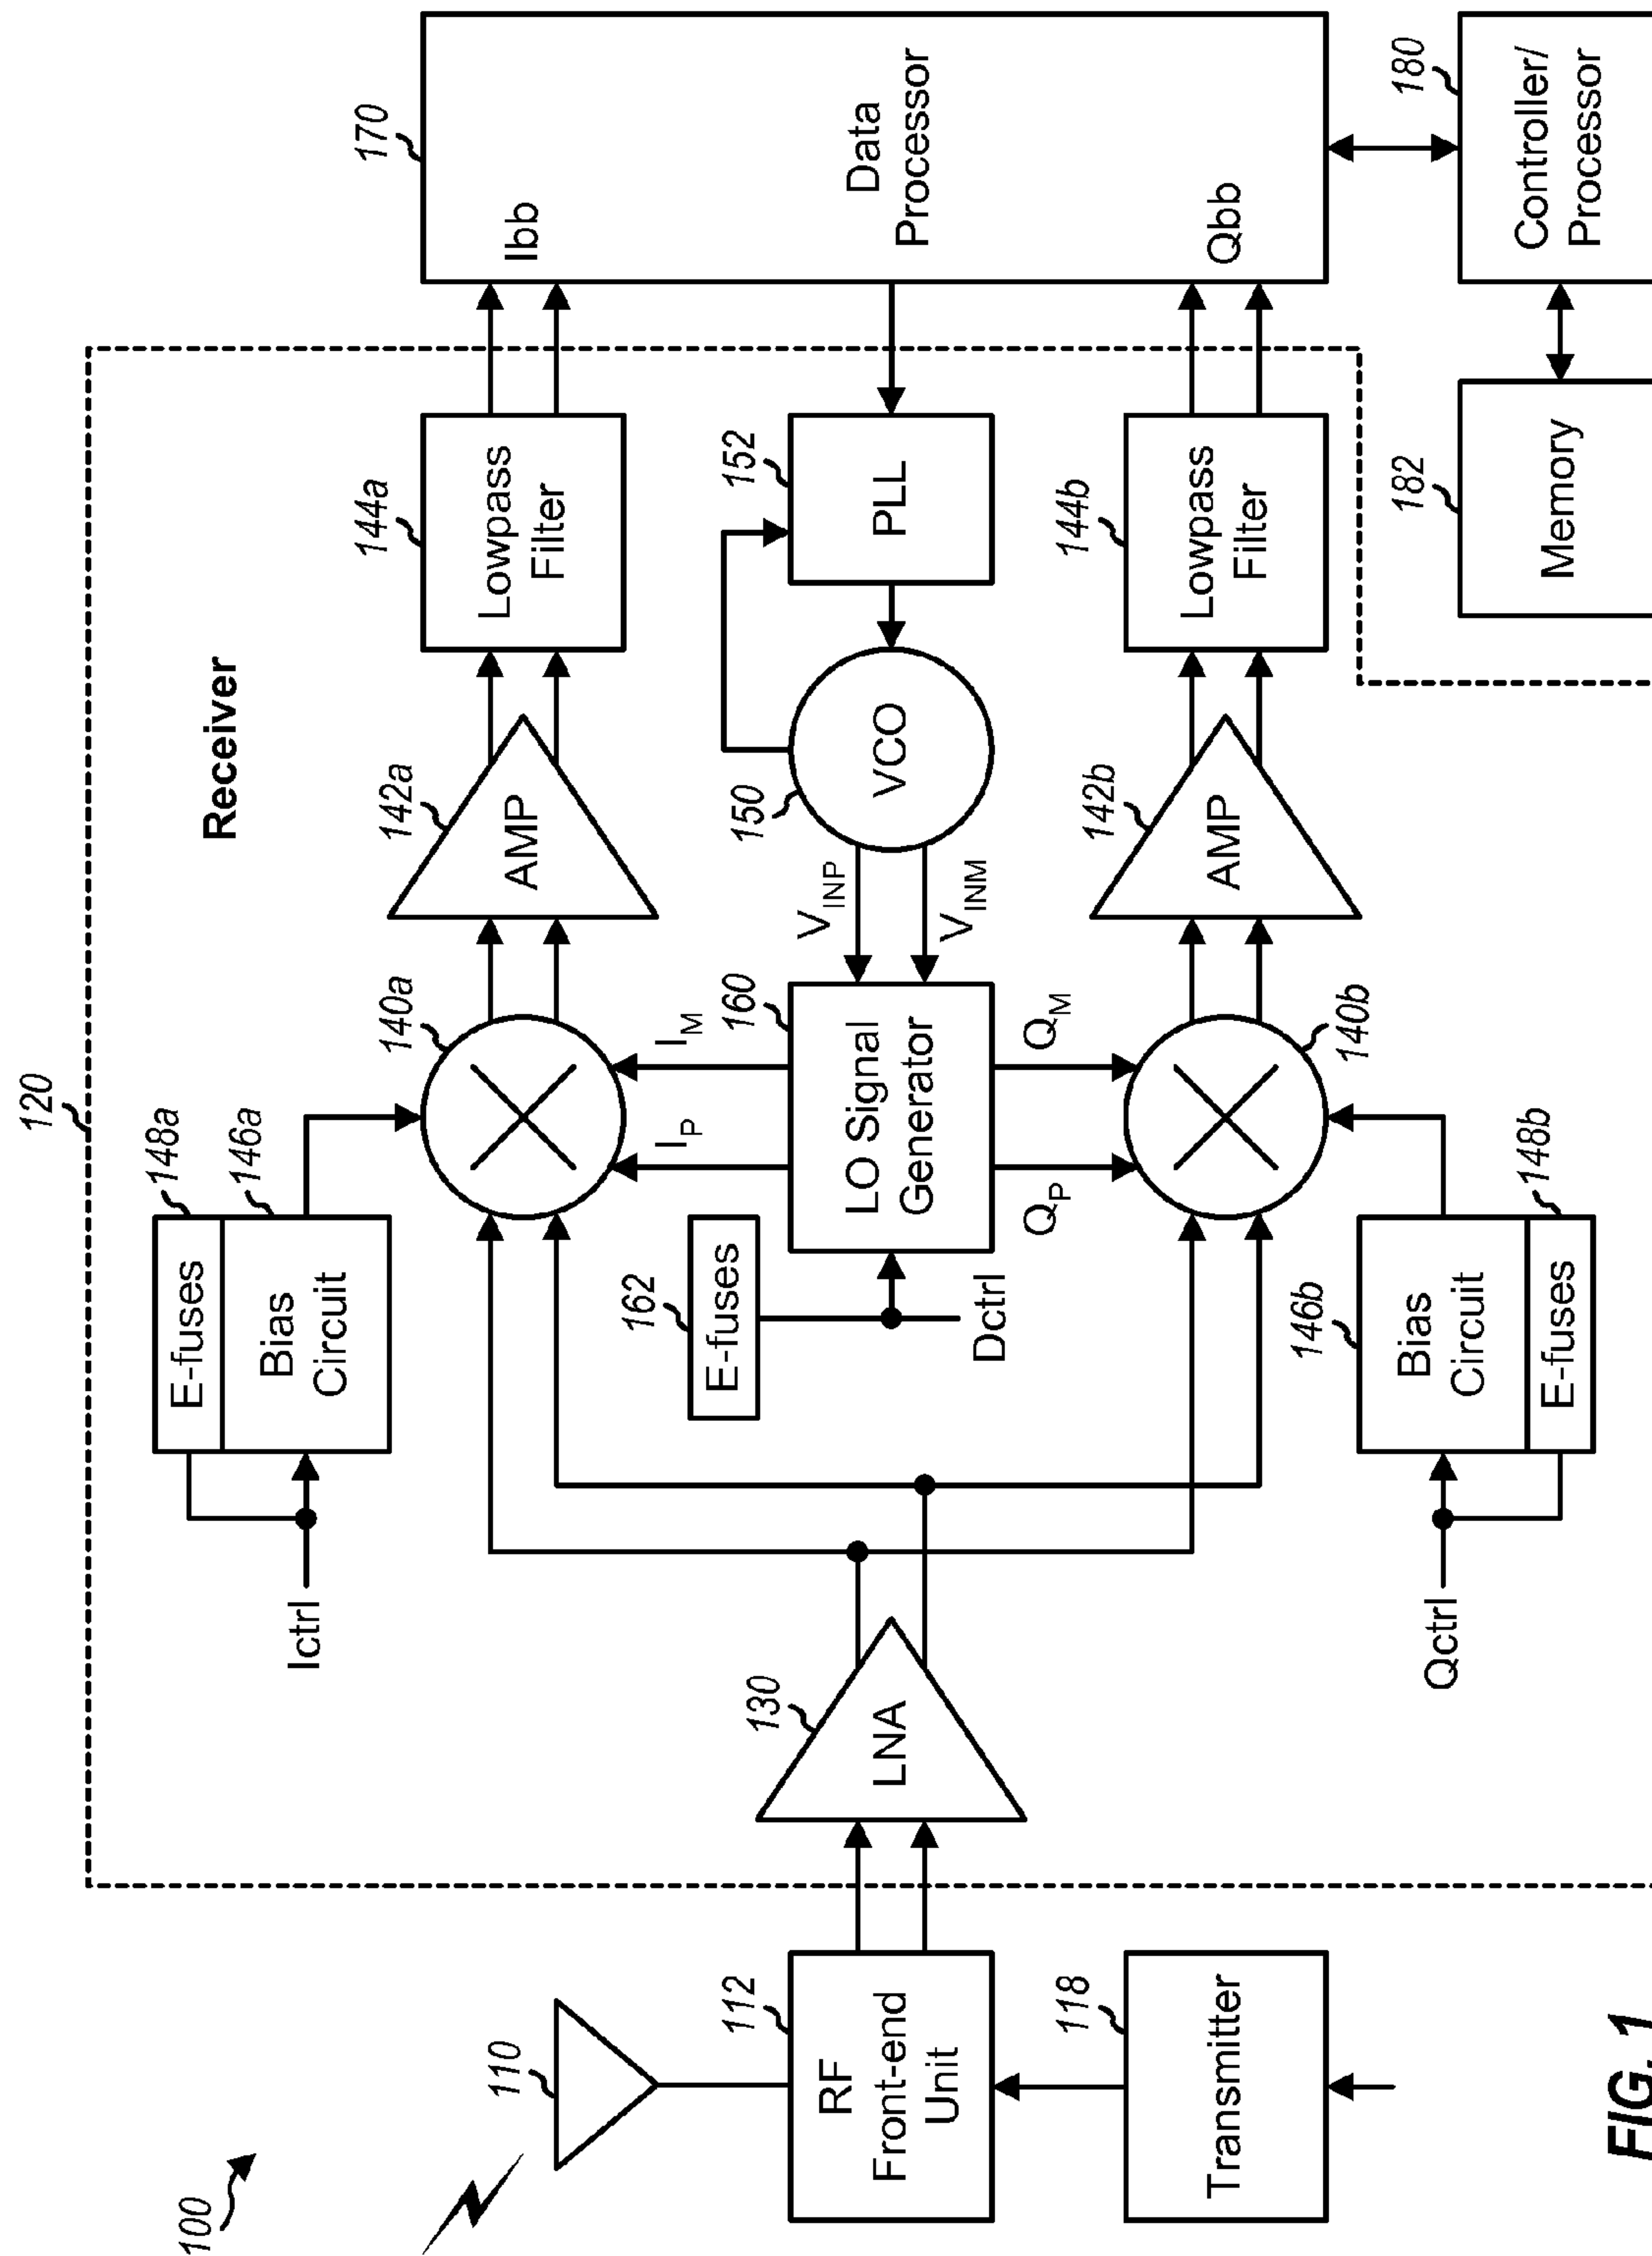 100
110
RF
Front-end
Unit
112
Transmitter
118
120
Receiver
LNA
130
Ictrl
E-fuses
148a
Bias
Circuit
146a
140a
AMP
142a
Lowpass
Filter
144a
I_P
I_M
E-fuses
162
Dctrl
LO Signal
Generator
160
V_INP
V_INM
VCO
150
PLL
152
Q_P
Q_M
Qctrl
Bias
Circuit
146b
E-fuses
148b
140b
AMP
142b
Lowpass
Filter
144b
Ibb
Data
Processor
Qbb
170
Controller/
Processor
180
Memory
182
FIG. 1